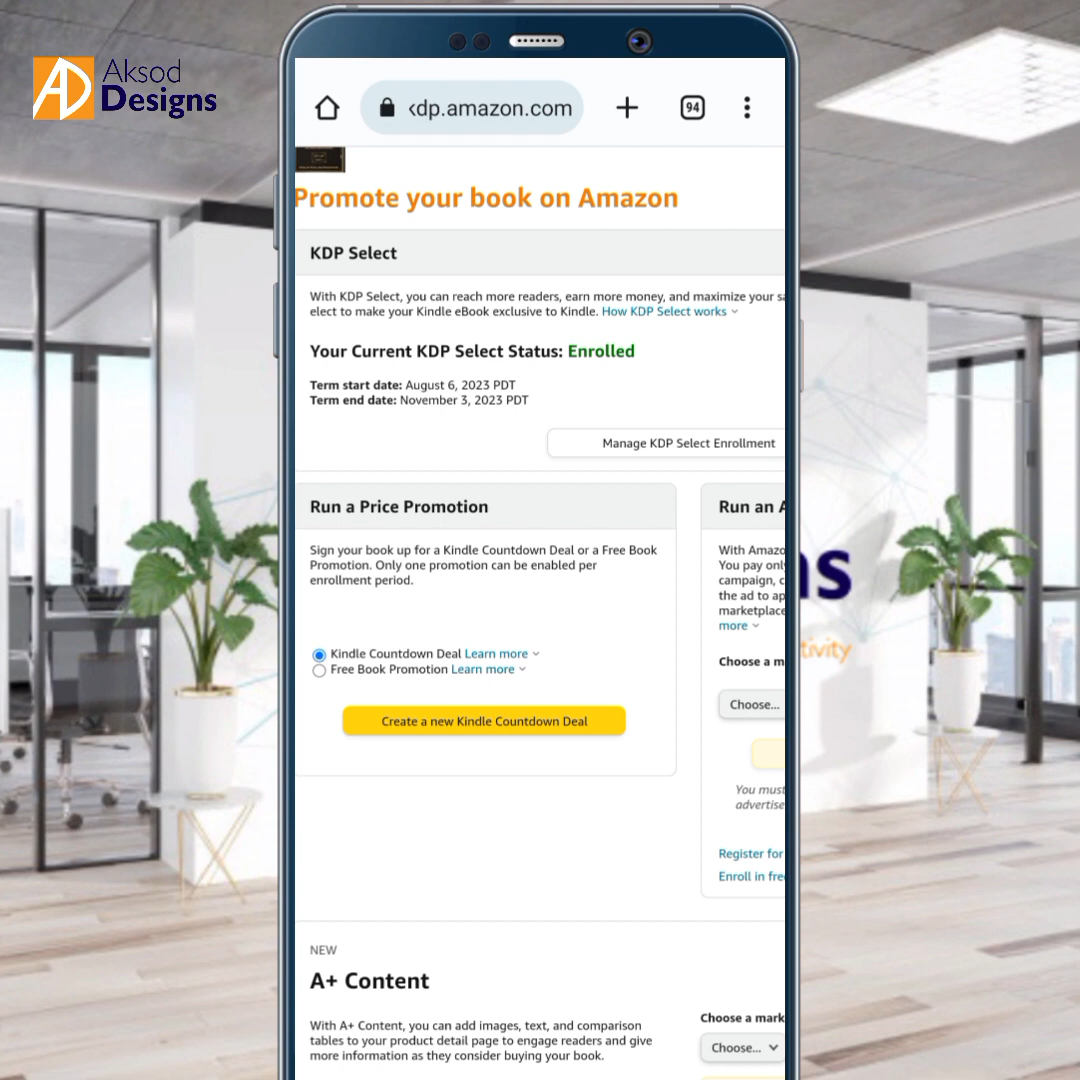 Aksod
Designs
dp.amazon.com
94
Promote your book on Amazon
KDP Select
With KDP Select, you can reach more readers, earn more money, and maximize your
elect to make your Kindle eBook exclusive to Kindle. How KDP Select works
Your Current KDP Select Status: Enrolled
Term start date: August 6, 2023 PDT
Term end date: November 3, 2023 PDT
Manage KDP Select Enrollment
Run a Price Promotion
Sign your book up for a Kindle Countdown Deal or a Free Book
Promotion. Only one promotion can be enabled per
enrollment period.
Kindle Countdown Deal Learn more
Free Book Promotion Learn more
Create a new Kindle Countdown Deal
Run an A
With Amazo
You pay only
campaign, c
the ad to ap
marketplace
more
Choose a m
Choose...
You must
advertise
Register for
Enroll in fre
ns
tivity
NEW
A+ Content
With A+ Content, you can add images, text, and comparison
tables to your product detail page to engage readers and give
more information as they consider buying your book.
Choose a mark
Choose...